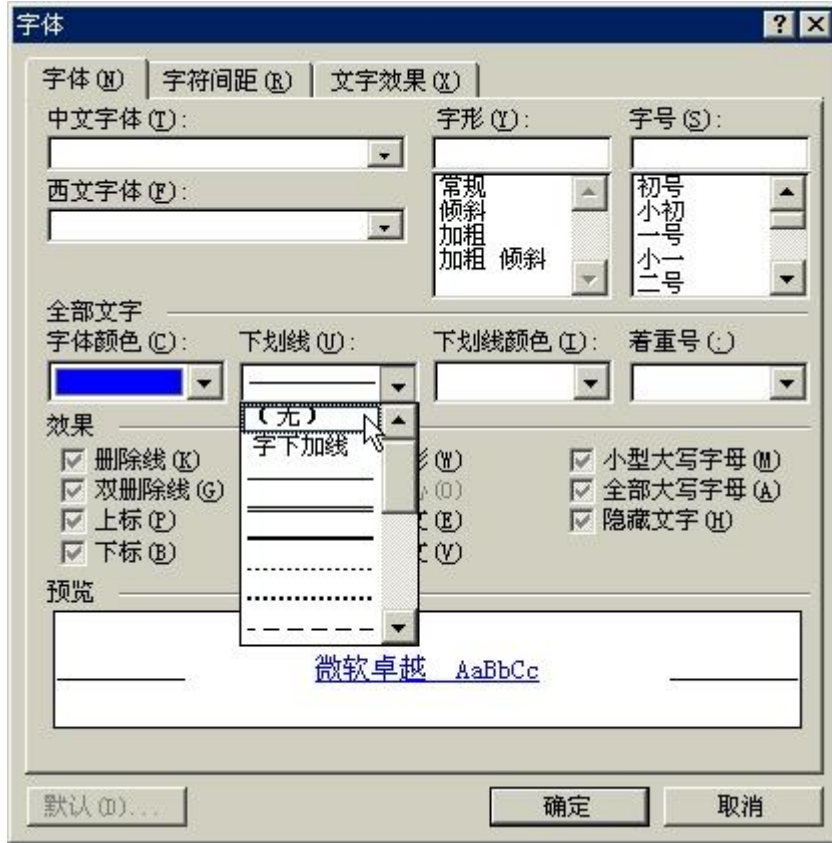 字体
字体(N) 字符间距(R) 文字效果(X)
中文字体(T): 字形(Y): 字号(S):
常规 初号
西文字体(F): 倾斜 小初
加粗 一号
加粗 倾斜 小一
二号
全部文字
字体颜色(C): 下划线(U): 下划线颜色(I): 着重号(·)
(无)
效果
字下加线
删除线(K) (W) 小型大写字母(M)
双删除线(G) (O) 全部大写字母(A)
上标(P) (E) 隐藏文字(H)
下标(B) (V)
预览
微软卓越 AaBbCc
默认(D)... 确定 取消